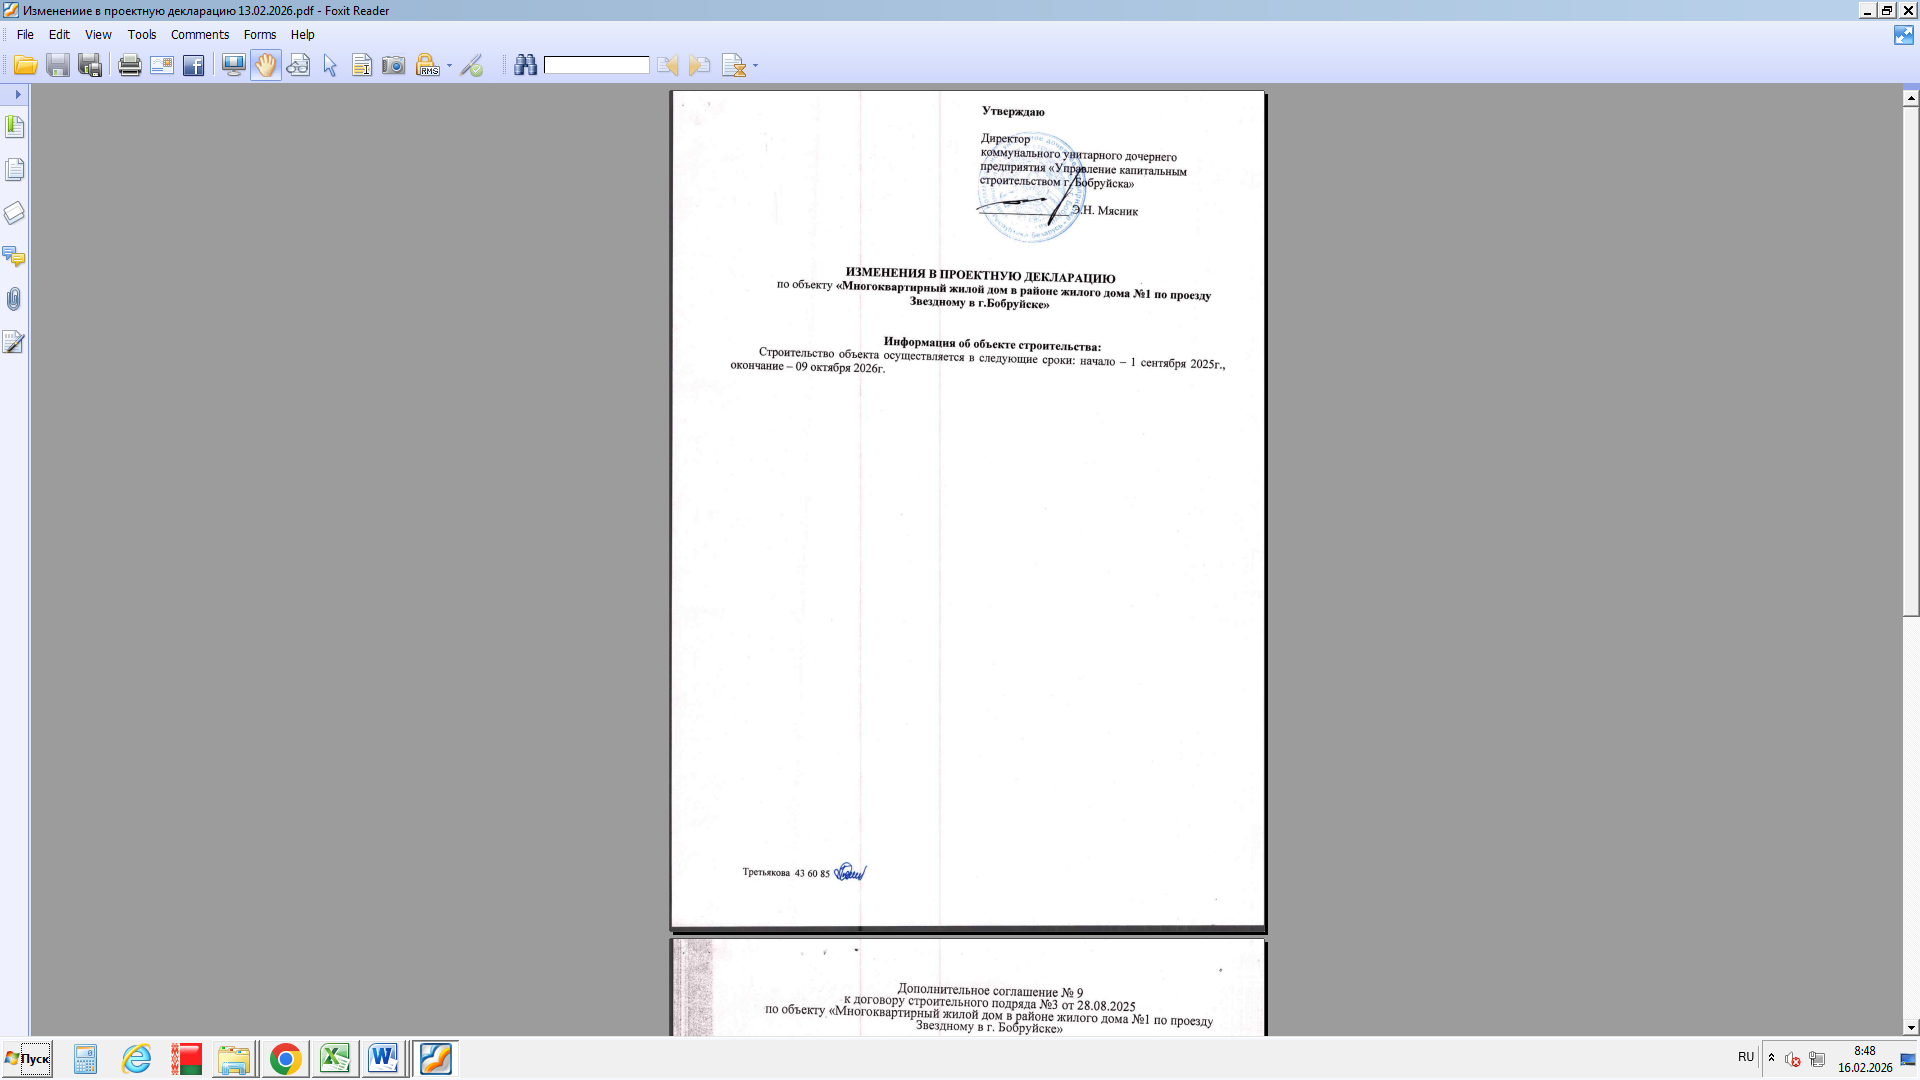 Изменениие в проектную декларацию 13.02.2026.pdf - Foxit Reader
File Edit View Tools Comments Forms Help
Утверждаю
Директор
коммунального унитарного дочернего
предприятия «Управление капитальным
строительством г. Бобруйска»
Э.Н. Мясник
ИЗМЕНЕНИЯ В ПРОЕКТНУЮ ДЕКЛАРАЦИЮ
по объекту «Многоквартирный жилой дом в районе жилого дома №1 по проезду
Звездному в г.Бобруйске»
Информация об объекте строительства:
Строительство объекта осуществляется в следующие сроки: начало – 1 сентября 2025г.,
окончание – 09 октября 2026г.
Третьякова 43 60 85
Дополнительное соглашение № 9
к договору строительного подряда №3 от 28.08.2025
по объекту «Многоквартирный жилой дом в районе жилого дома №1 по проезду
Звездному в г. Бобруйске»
Пуск
RU
8:48
16.02.2026